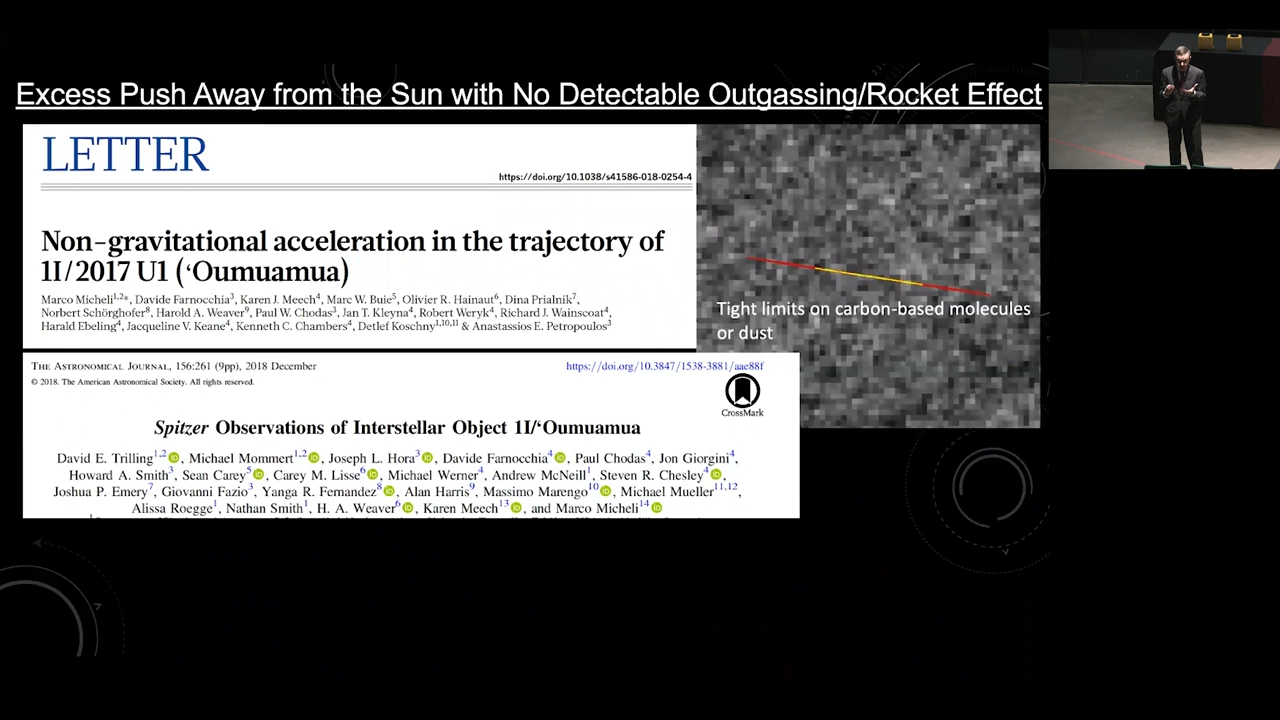 Excess Push Away from the Sun with No Detectable Outgassing/Rocket Effect
LETTER
https://doi.org/10.1038/s41586-018-0254-4
Non-gravitational acceleration in the trajectory of
1I/2017 U1 (‘Oumuamua)
Marco Micheli1,2*, Davide Farnocchia3, Karen J. Meech4, Marc W. Buie5, Olivier R. Hainaut6, Dina Prialnik7,
Norbert Schörghofer8, Harold A. Weaver9, Paul W. Chodas3, Jan T. Kleyna4, Robert Weryk4, Richard J. Wainscoat4,
Harald Ebeling4, Jacqueline V. Keane4, Kenneth C. Chambers4, Detlef Koschny1,10,11 & Anastassios E. Petropoulos3
Tight limits on carbon-based molecules
or dust
The Astronomical Journal, 156:261 (9pp), 2018 December
https://doi.org/10.3847/1538-3881/aae88f
© 2018. The American Astronomical Society. All rights reserved.
CrossMark
Spitzer Observations of Interstellar Object 1I/‘Oumuamua
David E. Trilling1,2, Michael Mommert1,2, Joseph L. Hora3, Davide Farnocchia4, Paul Chodas4, Jon Giorgini4,
Howard A. Smith3, Sean Carey5, Carey M. Lisse6, Michael Werner4, Andrew McNeill1, Steven R. Chesley4,
Joshua P. Emery7, Giovanni Fazio3, Yanga R. Fernandez8, Alan Harris9, Massimo Marengo10, Michael Mueller11,12,
Alissa Roegge1, Nathan Smith1, H. A. Weaver6, Karen Meech13, and Marco Micheli14